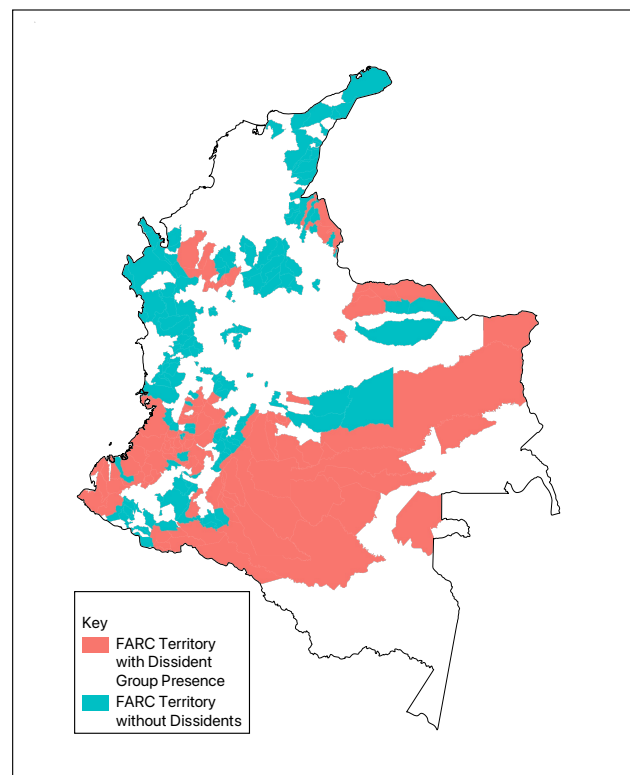 Key
FARC Territory
with Dissident
Group Presence
FARC Territory
without Dissidents